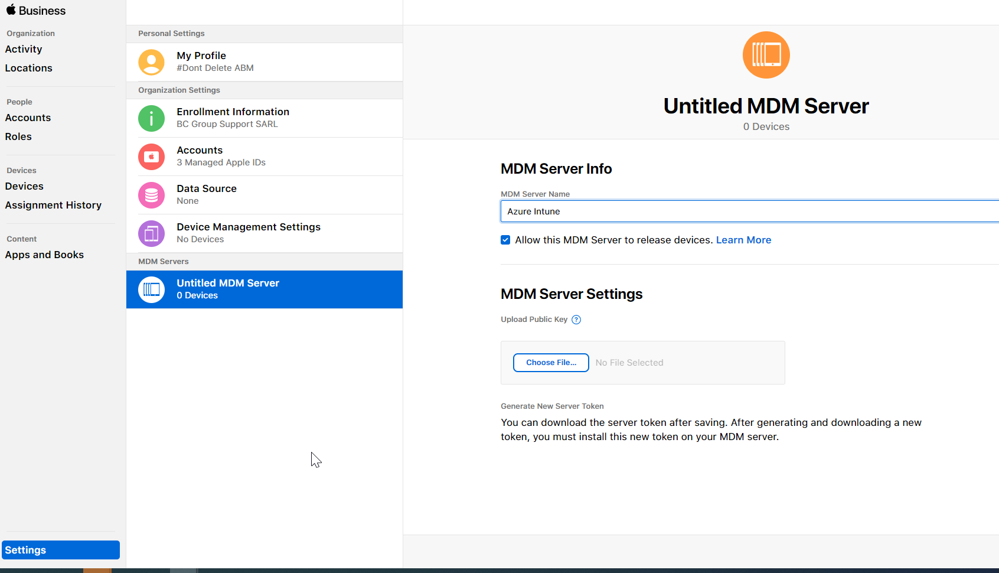 Business
Organization
Activity
Locations
People
Accounts
Roles
Devices
Devices
Assignment History
Content
Apps and Books
Settings
Personal Settings
My Profile
#Dont Delete ABM
Organization Settings
Enrollment Information
BC Group Support SARL
Accounts
3 Managed Apple IDs
Data Source
None
Device Management Settings
No Devices
MDM Servers
Untitled MDM Server
0 Devices
Untitled MDM Server
0 Devices
MDM Server Info
MDM Server Name
Azure Intune
Allow this MDM Server to release devices. Learn More
MDM Server Settings
Upload Public Key ?
Choose File... No File Selected
Generate New Server Token
You can download the server token after saving. After generating and downloading a new
token, you must install this new token on your MDM server.